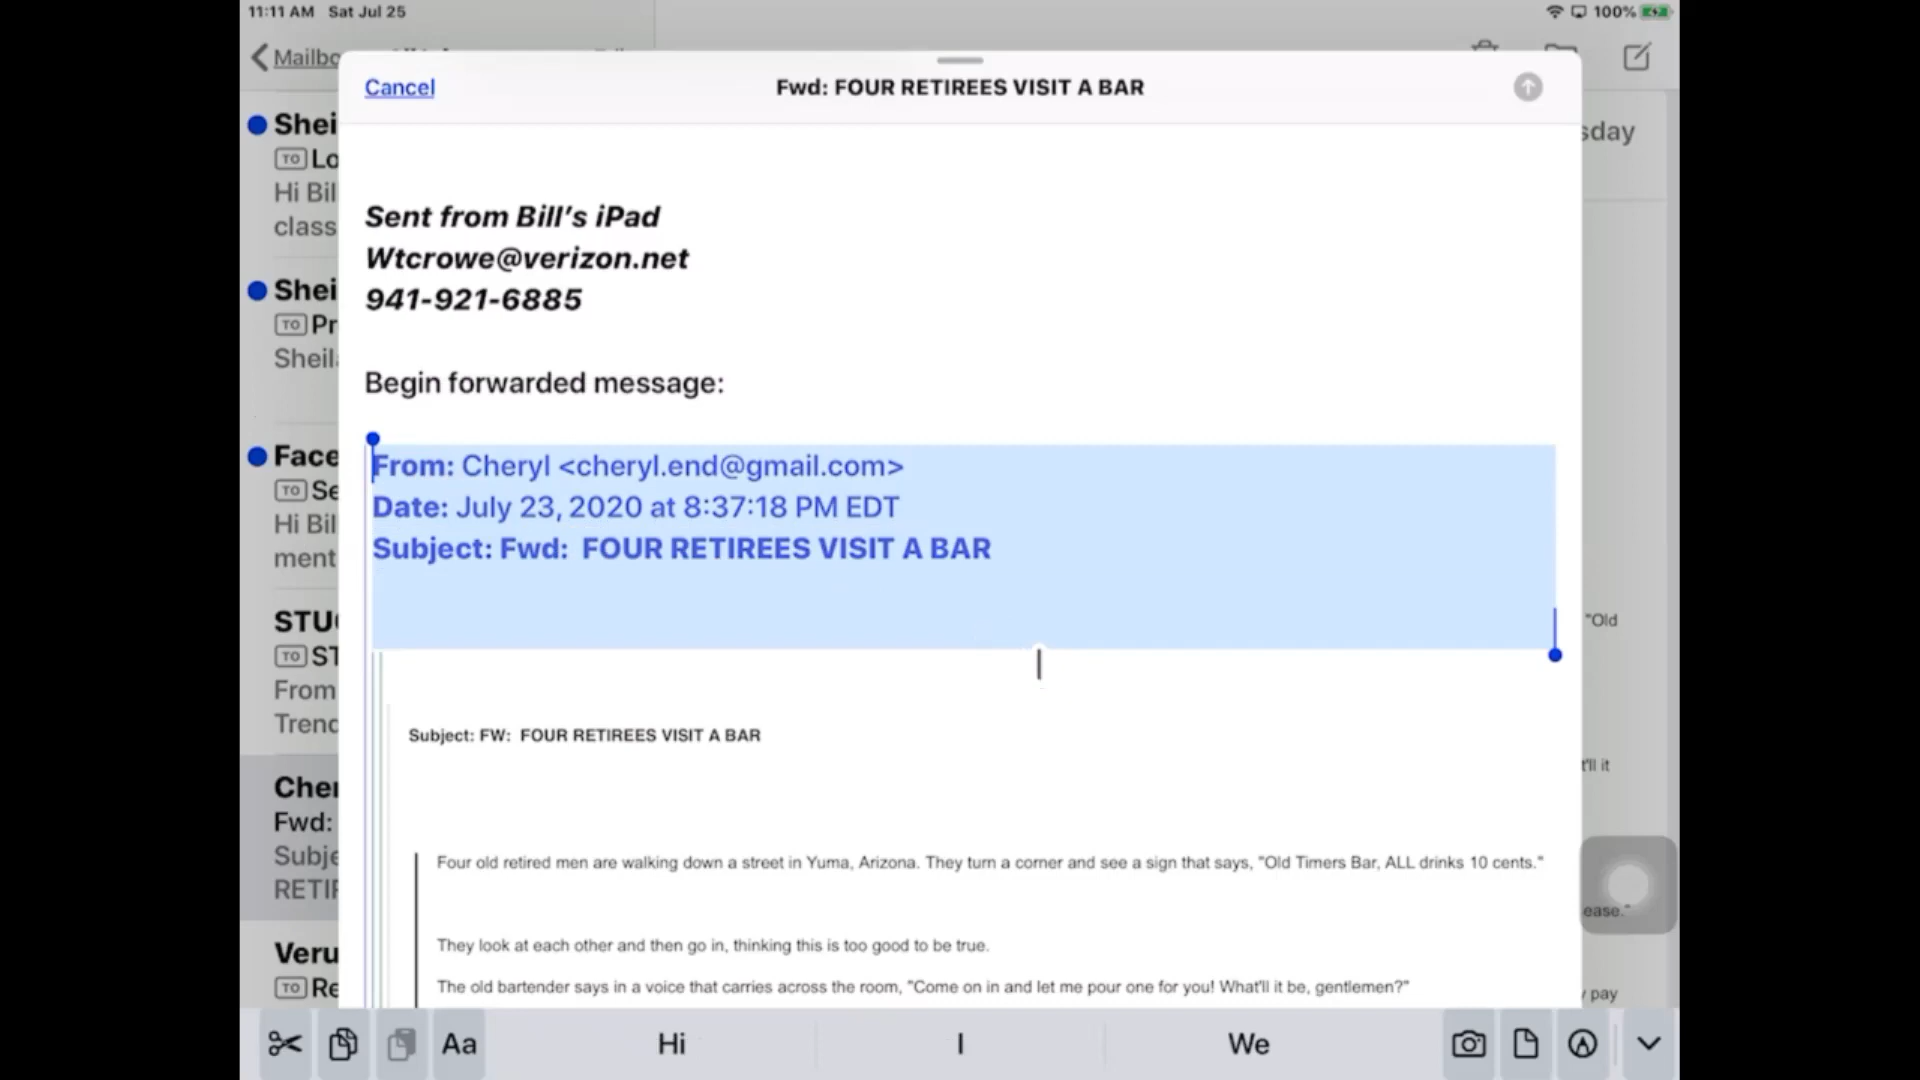 11:11 AM Sat Jul 25
100%
Mailbo
Cancel
Fwd: FOUR RETIREES VISIT A BAR
sday
Shei
TO Lo
Hi Bil
class
Shei
TO Pr
Sheila
Face
TO Se
Hi Bil
ment
STU
TO ST
From
Trend
Cher
Fwd:
Subje
RETIR
Veru
TO Re
Sent from Bill's iPad
Wtcrowe@verizon.net
941-921-6885
Begin forwarded message:
From: Cheryl <cheryl.end@gmail.com>
Date: July 23, 2020 at 8:37:18 PM EDT
Subject: Fwd: FOUR RETIREES VISIT A BAR
Subject: FW: FOUR RETIREES VISIT A BAR
Four old retired men are walking down a street in Yuma, Arizona. They turn a corner and see a sign that says, "Old Timers Bar, ALL drinks 10 cents."
They look at each other and then go in, thinking this is too good to be true.
The old bartender says in a voice that carries across the room, "Come on in and let me pour one for you! What'll it be, gentlemen?"
"Old
t'll it
ease."
y pay
Aa
Hi
I
We